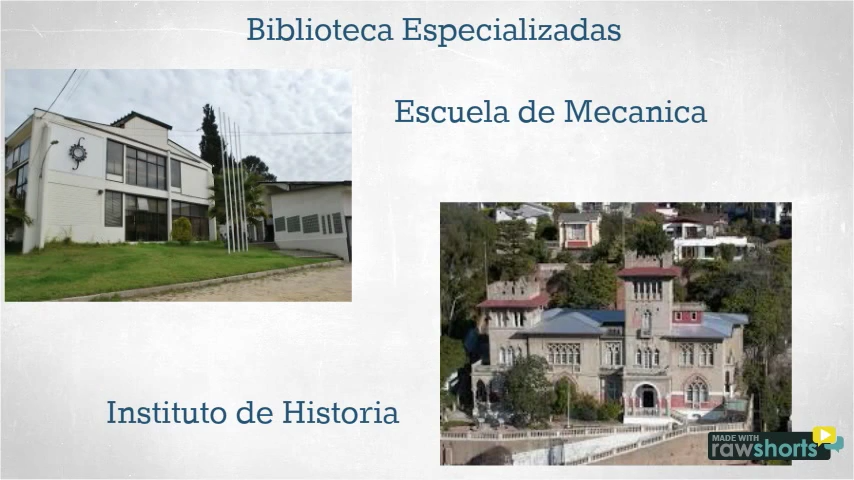 Biblioteca Especializadas
Escuela de Mecanica
Instituto de Historia
MADE WITH
rawshorts